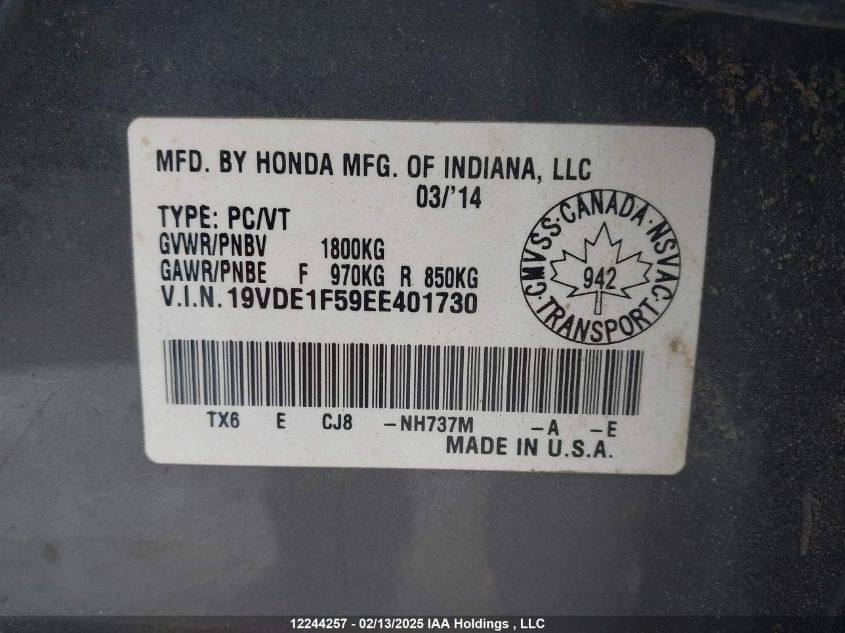 MFD. BY HONDA MFG. OF INDIANA, LLC
03/'14
TYPE: PC/VT
GVWR/PNBV 1800KG
GAWR/PNBE F 970KG R 850KG
V.I.N. 19VDE1F59EE401730
CMVSS·CANADA·NSVAC·TRANSPORT·
942
TX6 E CJ8 -NH737M -A -E
MADE IN U.S.A.
12244257 - 02/13/2025 IAA Holdings , LLC